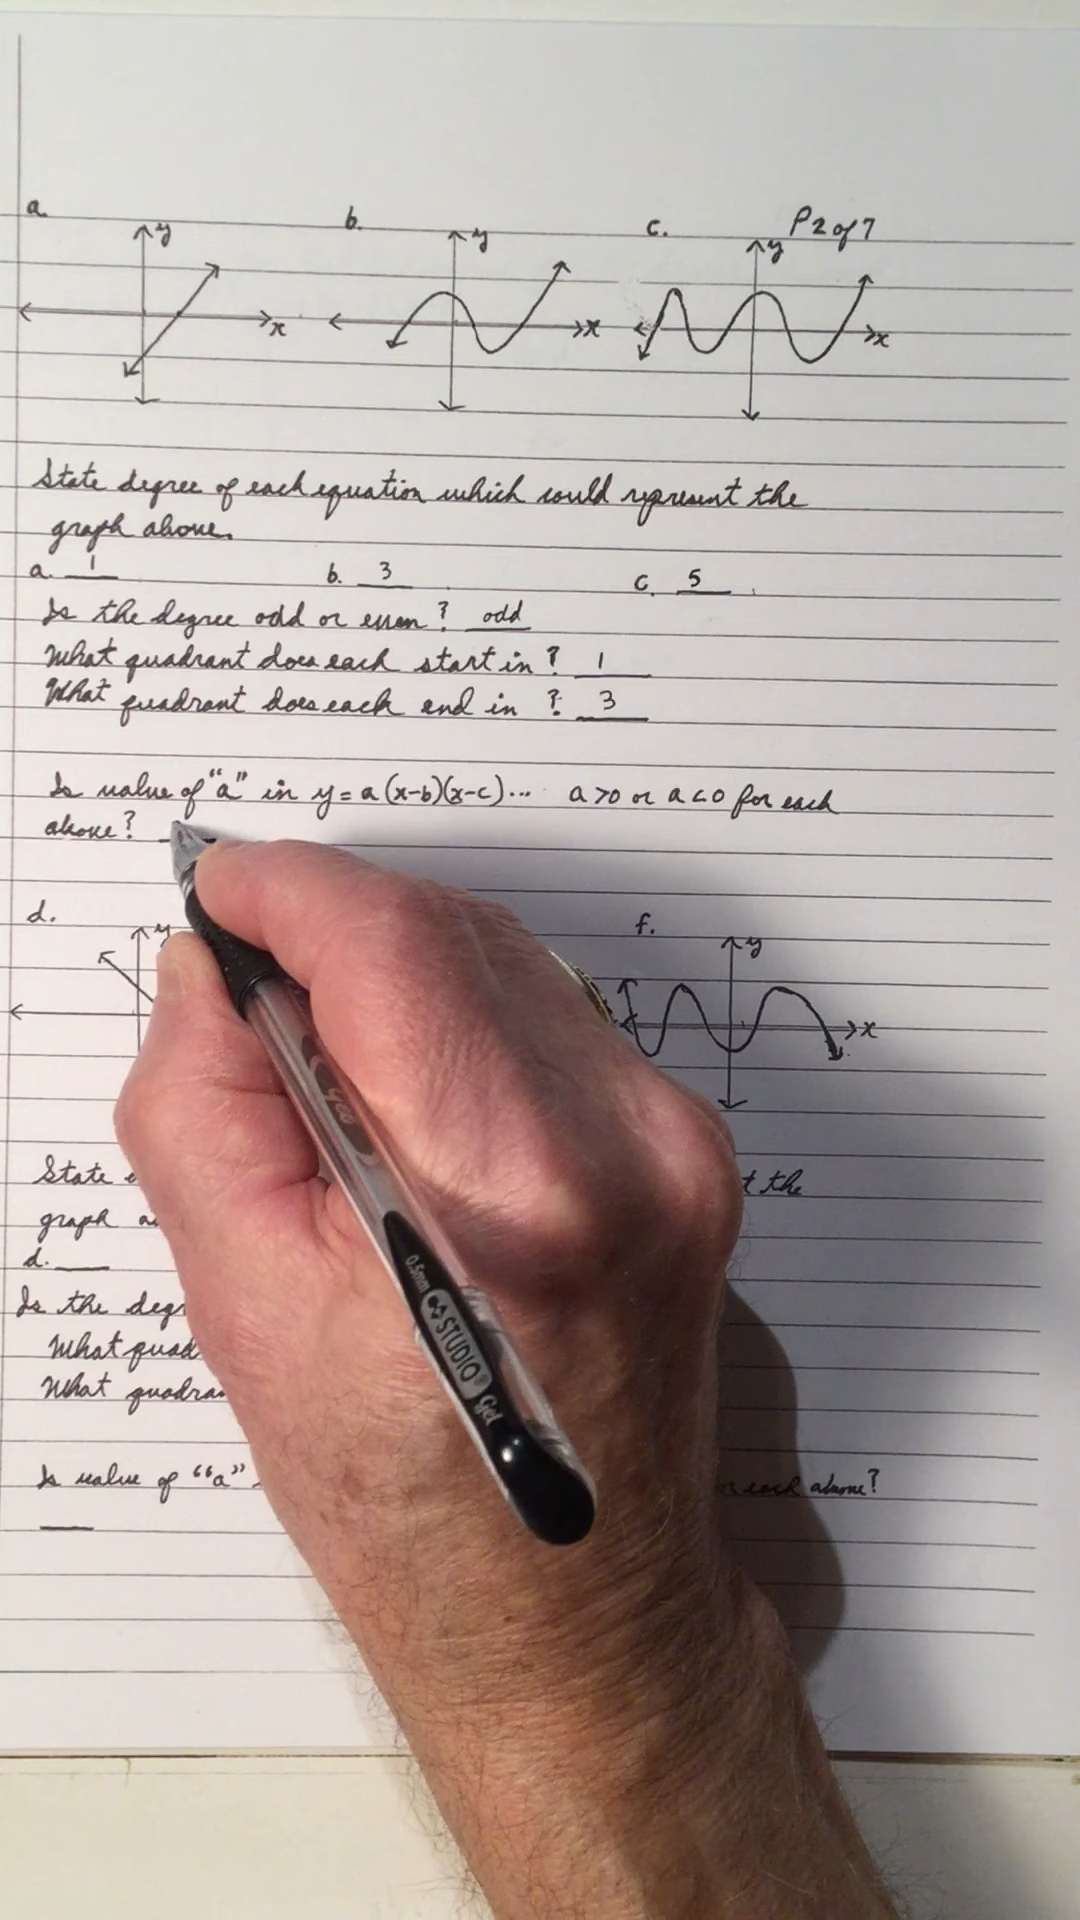 a. b. c. P2 of 7
y y y
x x x
State degree of each equation which could represent the
graph above.
a. 1 b. 3 c. 5
Is the degree odd or even? odd
What quadrant does each start in? 1
What quadrant does each end in? 3
Is value of "a" in y = a(x-b)(x-c)... a>0 or a<0 for each
above?
d. f.
y y
x
State t the
graph
d.
Is the degr
What quad
What quadran
Is value of "a" each above?
0.5mm STUDIO® Gel